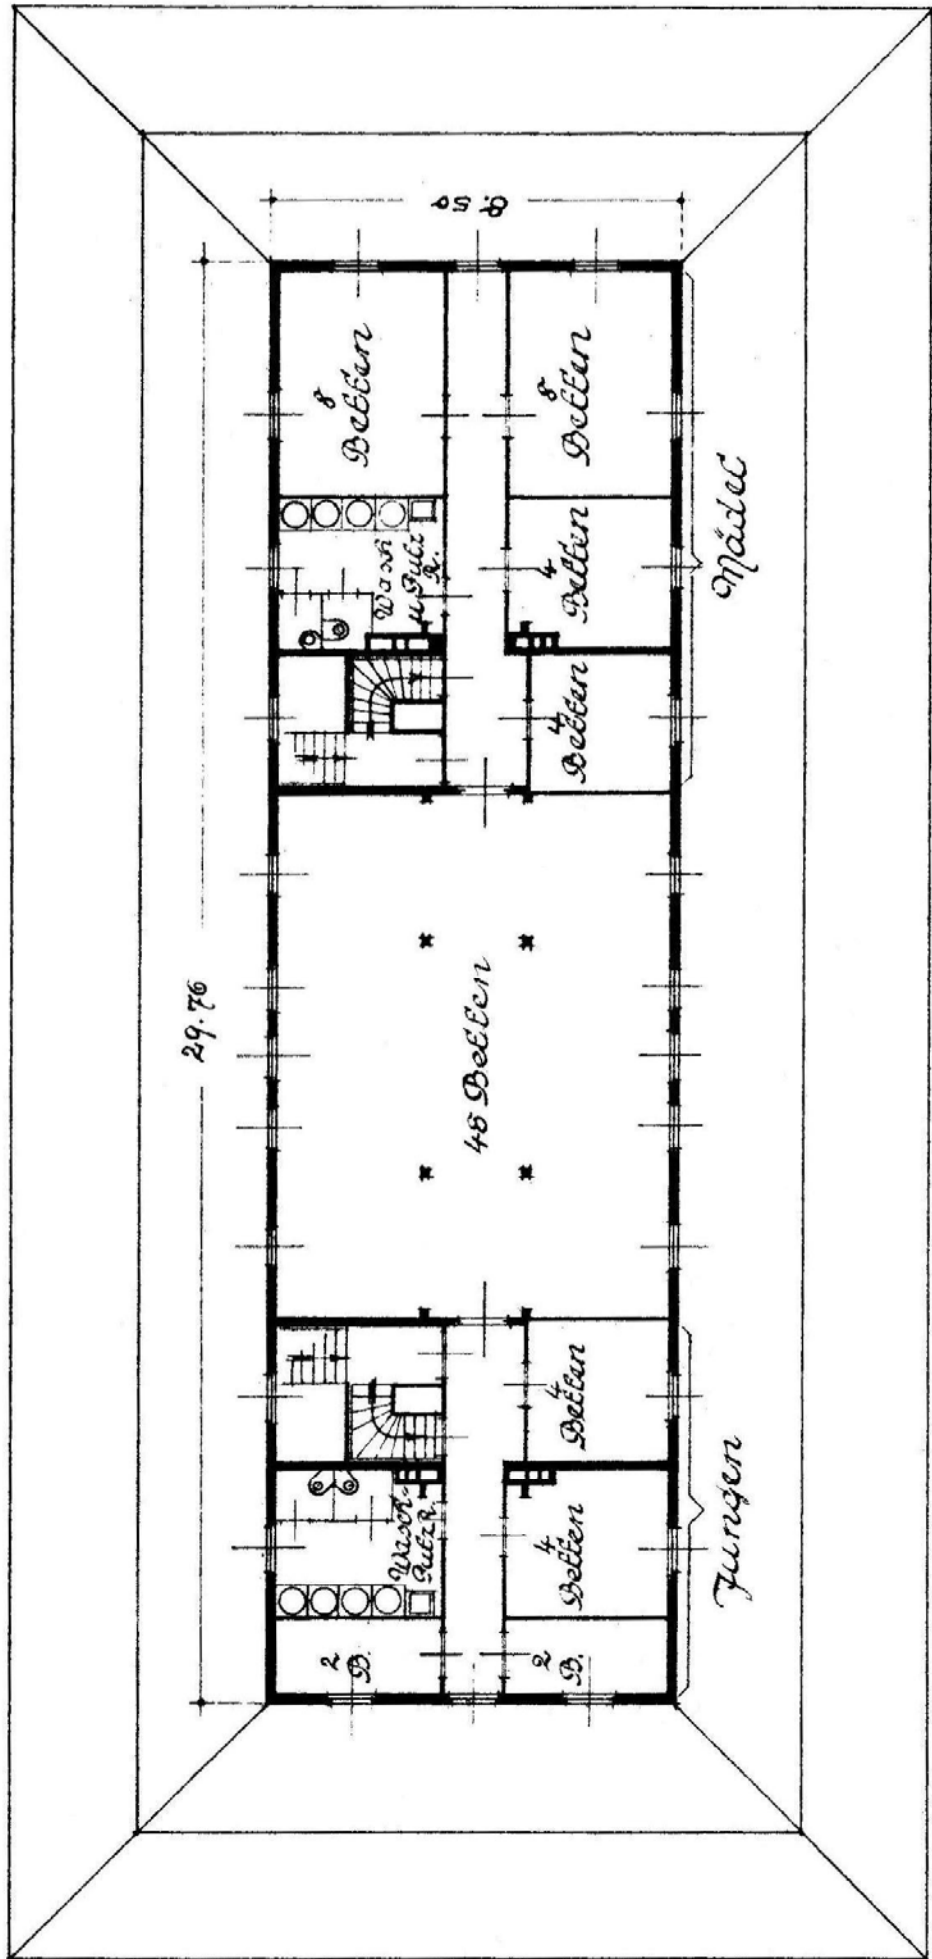 8.50
29.76
8
Betten
8
Betten
Wasch
u Putz
R.
4
Betten
4
Betten
Mädel
46 Betten
4
Betten
Wasch-
Putz R.
4
Betten
2
B.
2
B.
Jungen